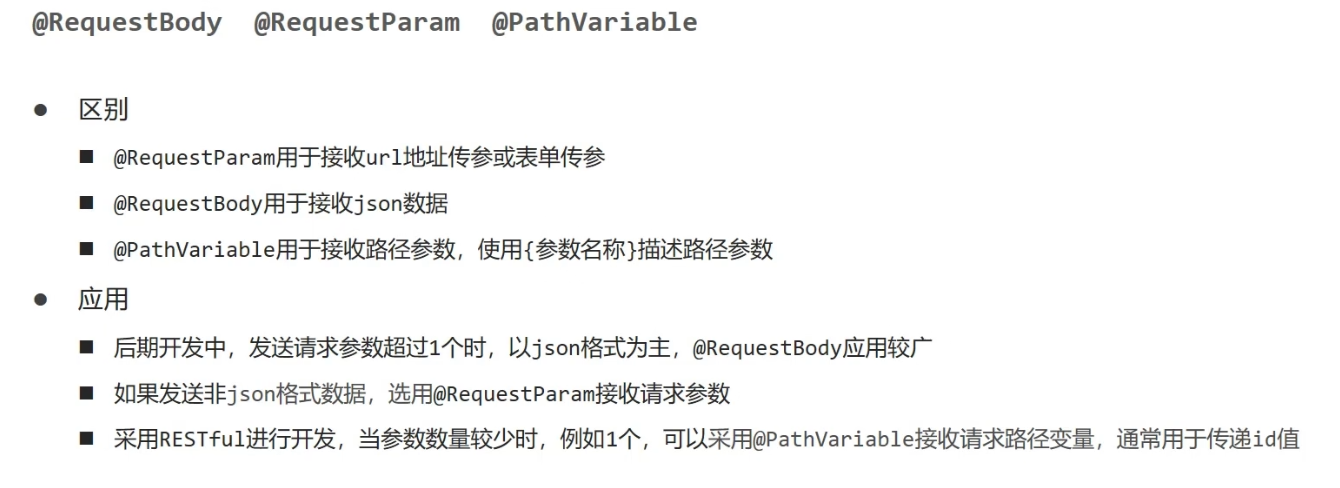 @RequestBody @RequestParam @PathVariable
区别
@RequestParam用于接收url地址传参或表单传参
@RequestBody用于接收json数据
@PathVariable用于接收路径参数，使用{参数名称}描述路径参数
应用
后期开发中，发送请求参数超过1个时，以json格式为主，@RequestBody应用较广
如果发送非json格式数据，选用@RequestParam接收请求参数
采用RESTful进行开发，当参数数量较少时，例如1个，可以采用@PathVariable接收请求路径变量，通常用于传递id值